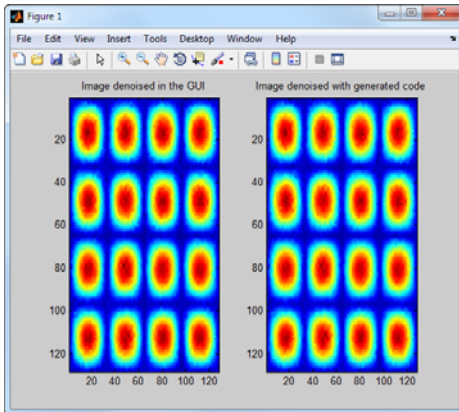 Figure 1
File Edit View Insert Tools Desktop Window Help
Image denoised in the GUI Image denoised with generated code
20 20
40 40
60 60
80 80
100 100
120 120
20 40 60 80 100 120 20 40 60 80 100 120